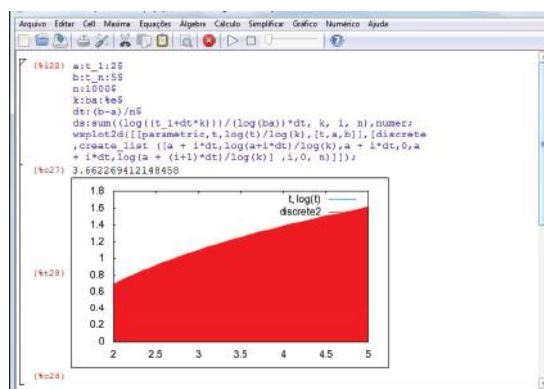 Arquivo Editar Cell Maxima Equações Álgebra Cálculo Simplificar Gráfico Numérico Ajuda
(%i22) a:t_1:2$
b:t_n:5$
n:1000$
k:ba:%e$
dt:(b-a)/n$
ds:sum((log((t_1+dt*k)))/(log(ba))*dt, k, 1, n),numer;
wxplot2d([[parametric,t,log(t)/log(k),[t,a,b]],[discrete
,create_list ([a + i*dt,log(a+i*dt)/log(k),a + i*dt,0,a
+ i*dt,log(a + (i+1)*dt)/log(k)] ,i,0, n)]]);
(%o27) 3.662269412148458
1.8
t,log(t)
1.6
discrete2
1.4
1.2
1
0.8
(%t28)
0.6
0.4
0.2
0
2 2.5 3 3.5 4 4.5 5
(%o28)